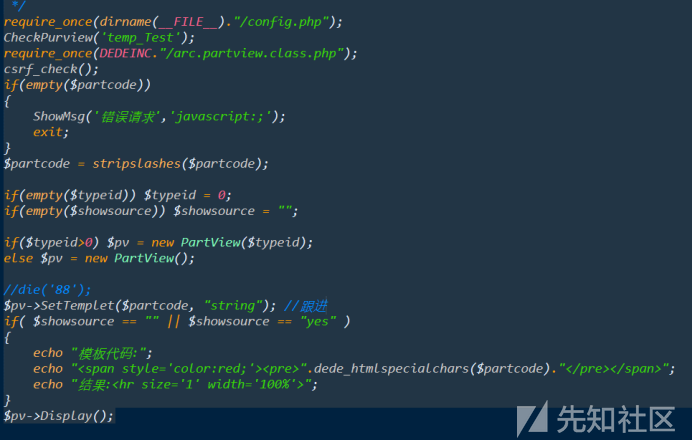 */
require_once(dirname(__FILE__)."/config.php");
CheckPurview('temp_Test');
require_once(DEDEINC."/arc.partview.class.php");
csrf_check();
if(empty($partcode))
{
    ShowMsg('错误请求','javascript:;');
    exit;
}
$partcode = stripslashes($partcode);

if(empty($typeid)) $typeid = 0;
if(empty($showsource)) $showsource = "";

if($typeid>0) $pv = new PartView($typeid);
else $pv = new PartView();

//die('88');
$pv->SetTemplet($partcode, "string"); //跟进
if( $showsource == "" || $showsource == "yes" )
{
    echo "模板代码:";
    echo "<span style='color:red;'><pre>".dede_htmlspecialchars($partcode)."</pre></span>";
    echo "结果:<hr size='1' width='100%'>";
}
$pv->Display();
先知社区